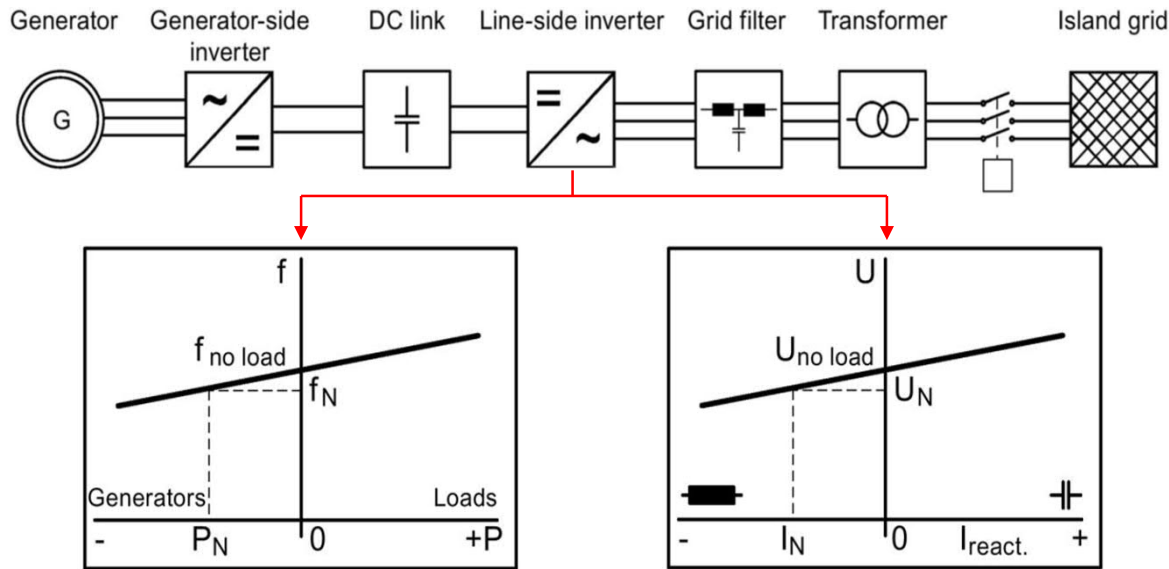 Generator
Generator-side
inverter
DC link
Line-side inverter
Grid filter
Transformer
Island grid
G
f
f no load
f N
Generators
Loads
-
P N
0
+P
U
U no load
U N
-
I N
0
I react.
+